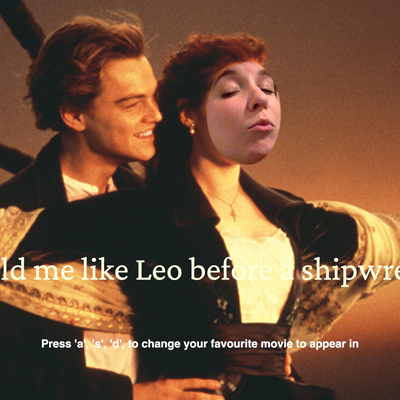 ld me like Leo before a shipwre
Press 'a', 's', 'd', to change your favourite movie to appear in